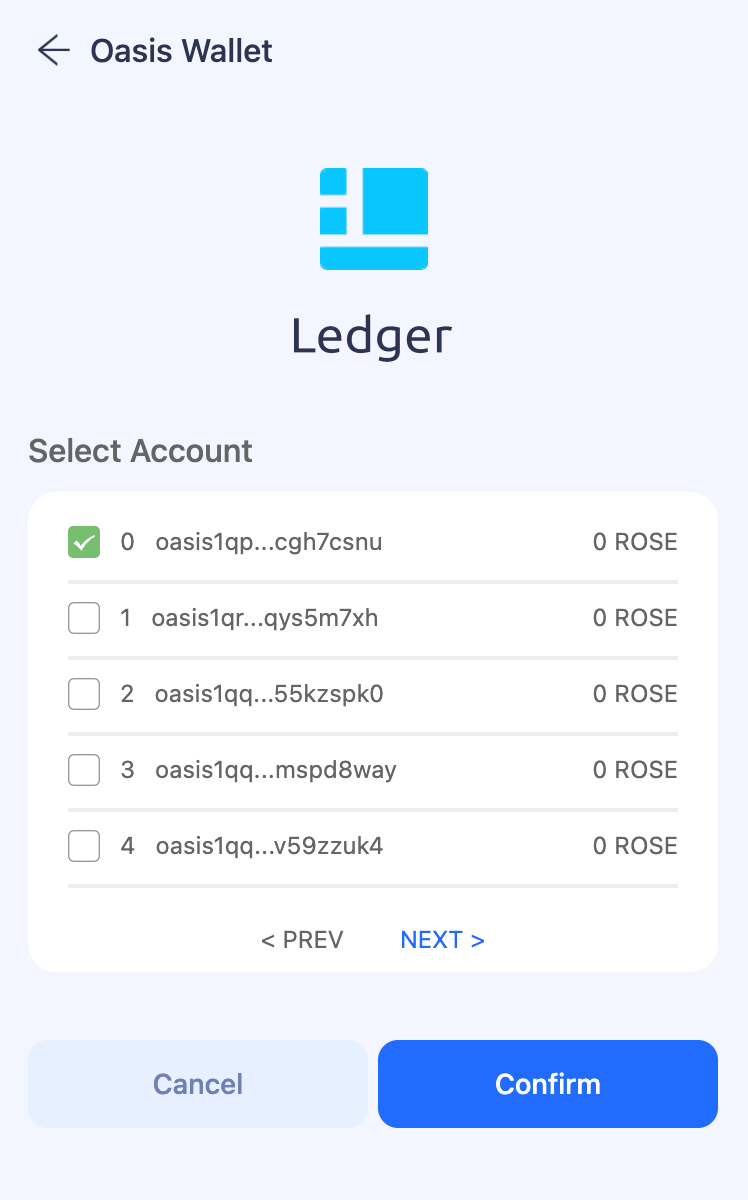 Oasis Wallet
Ledger
Select Account
0 oasis1qp...cgh7csnu 0 ROSE
1 oasis1qr...qys5m7xh 0 ROSE
2 oasis1qq...55kzspk0 0 ROSE
3 oasis1qq...mspd8way 0 ROSE
4 oasis1qq...v59zzuk4 0 ROSE
< PREV NEXT >
Cancel Confirm